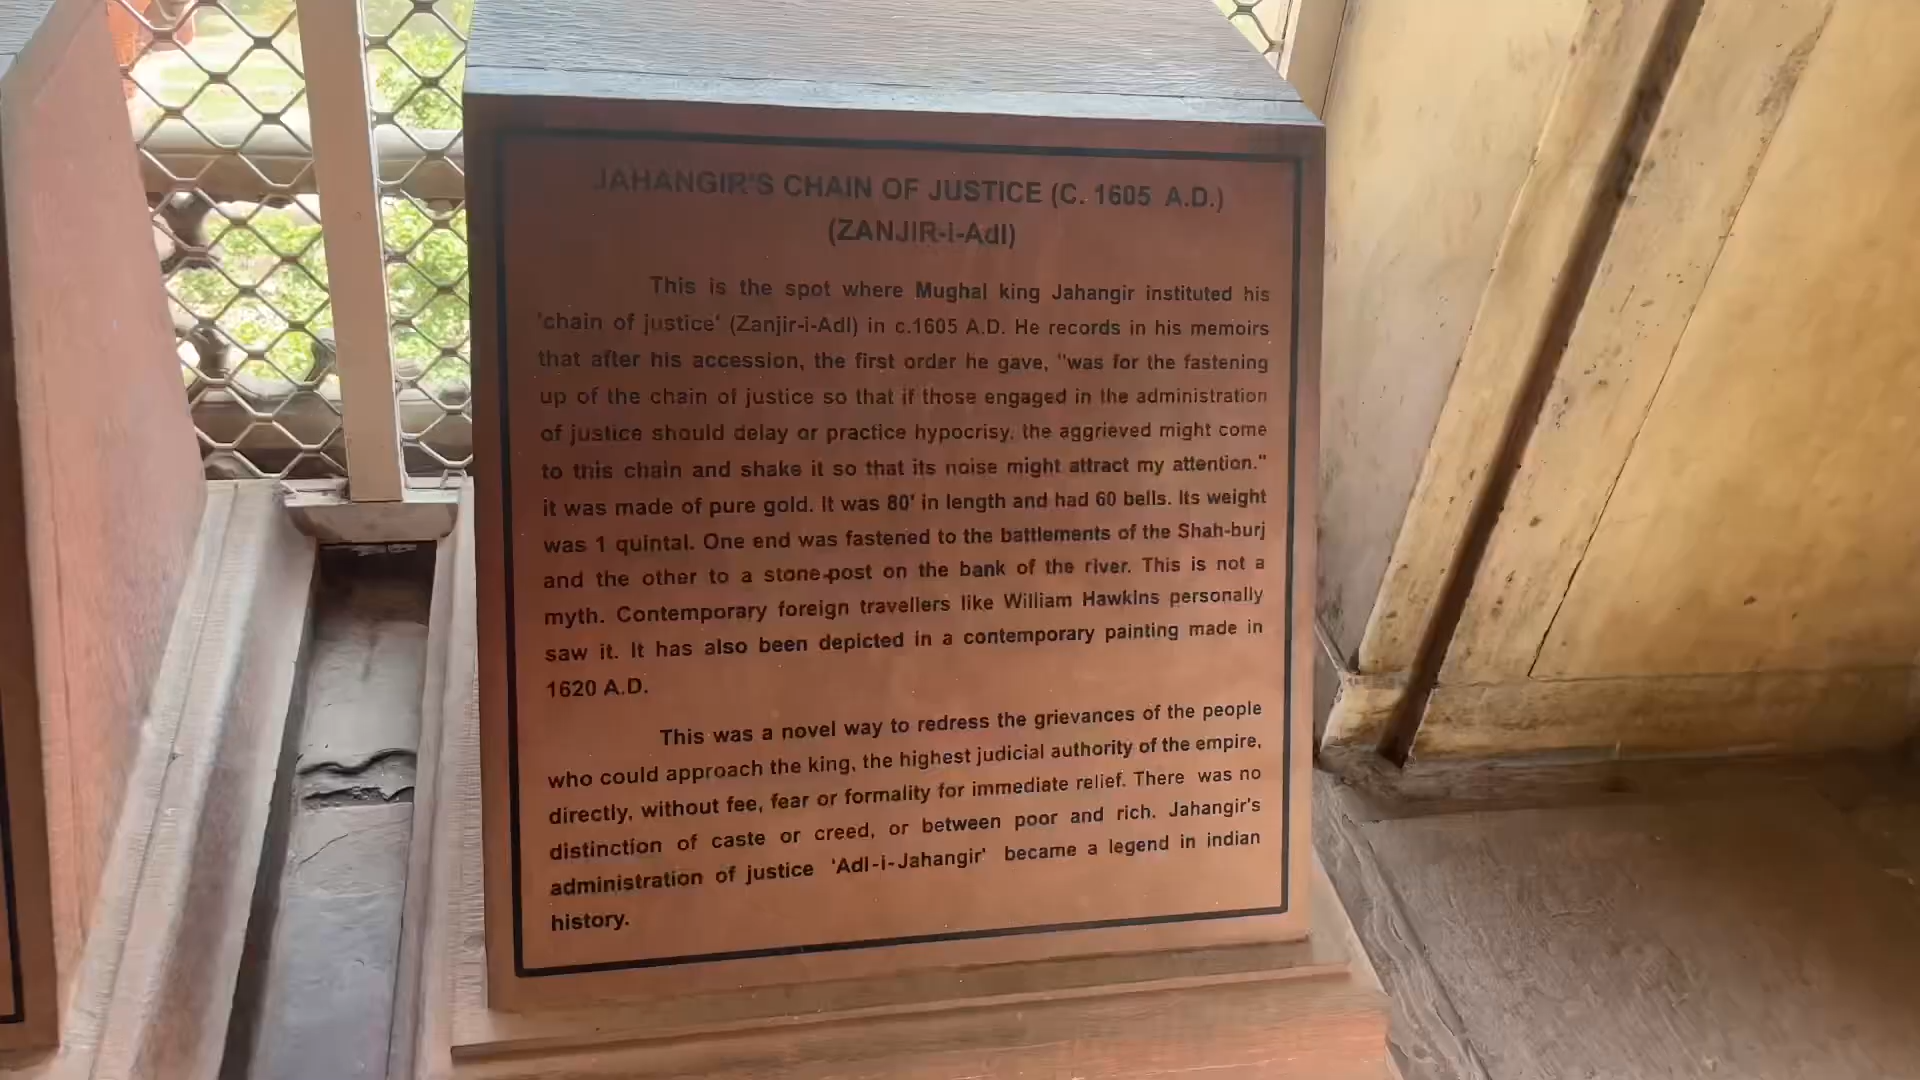 JAHANGIR'S CHAIN OF JUSTICE (C. 1605 A.D.)
(ZANJIR-i-Adl)
This is the spot where Mughal king Jahangir instituted his
'chain of justice' (Zanjir-i-Adl) in c.1605 A.D. He records in his memoirs
that after his accession, the first order he gave, "was for the fastening
up of the chain of justice so that if those engaged in the administration
of justice should delay or practice hypocrisy, the aggrieved might come
to this chain and shake it so that its noise might attract my attention."
it was made of pure gold. It was 80' in length and had 60 bells. Its weight
was 1 quintal. One end was fastened to the battlements of the Shah-burj
and the other to a stone-post on the bank of the river. This is not a
myth. Contemporary foreign travellers like William Hawkins personally
saw it. It has also been depicted in a contemporary painting made in
1620 A.D.
This was a novel way to redress the grievances of the people
who could approach the king, the highest judicial authority of the empire,
directly, without fee, fear or formality for immediate relief. There was no
distinction of caste or creed, or between poor and rich. Jahangir's
administration of justice 'Adl-i-Jahangir' became a legend in indian
history.